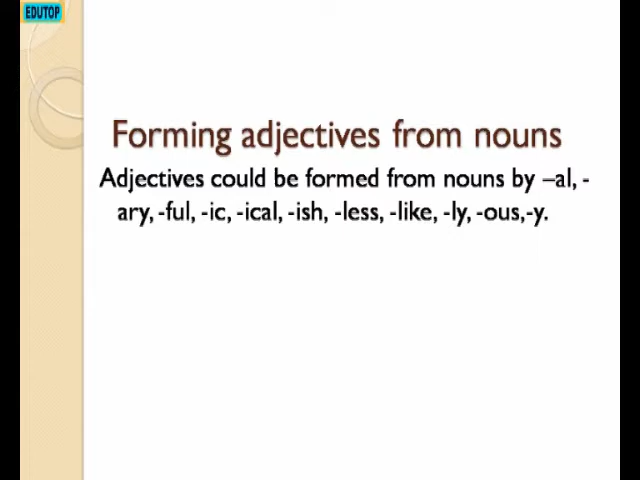 EDUTOP
Forming adjectives from nouns
Adjectives could be formed from nouns by –al, -
ary, -ful, -ic, -ical, -ish, -less, -like, -ly, -ous,-y.